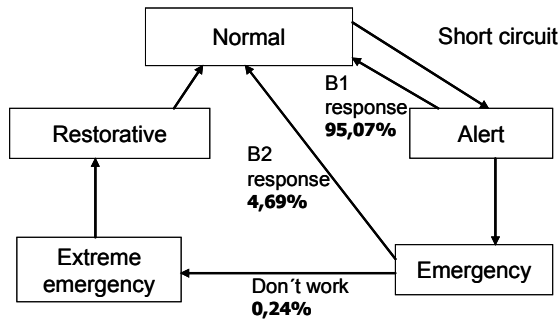 Normal
Short circuit
B1
response
95,07%
Restorative
Alert
B2
response
4,69%
Extreme
emergency
Emergency
Don´t work
0,24%